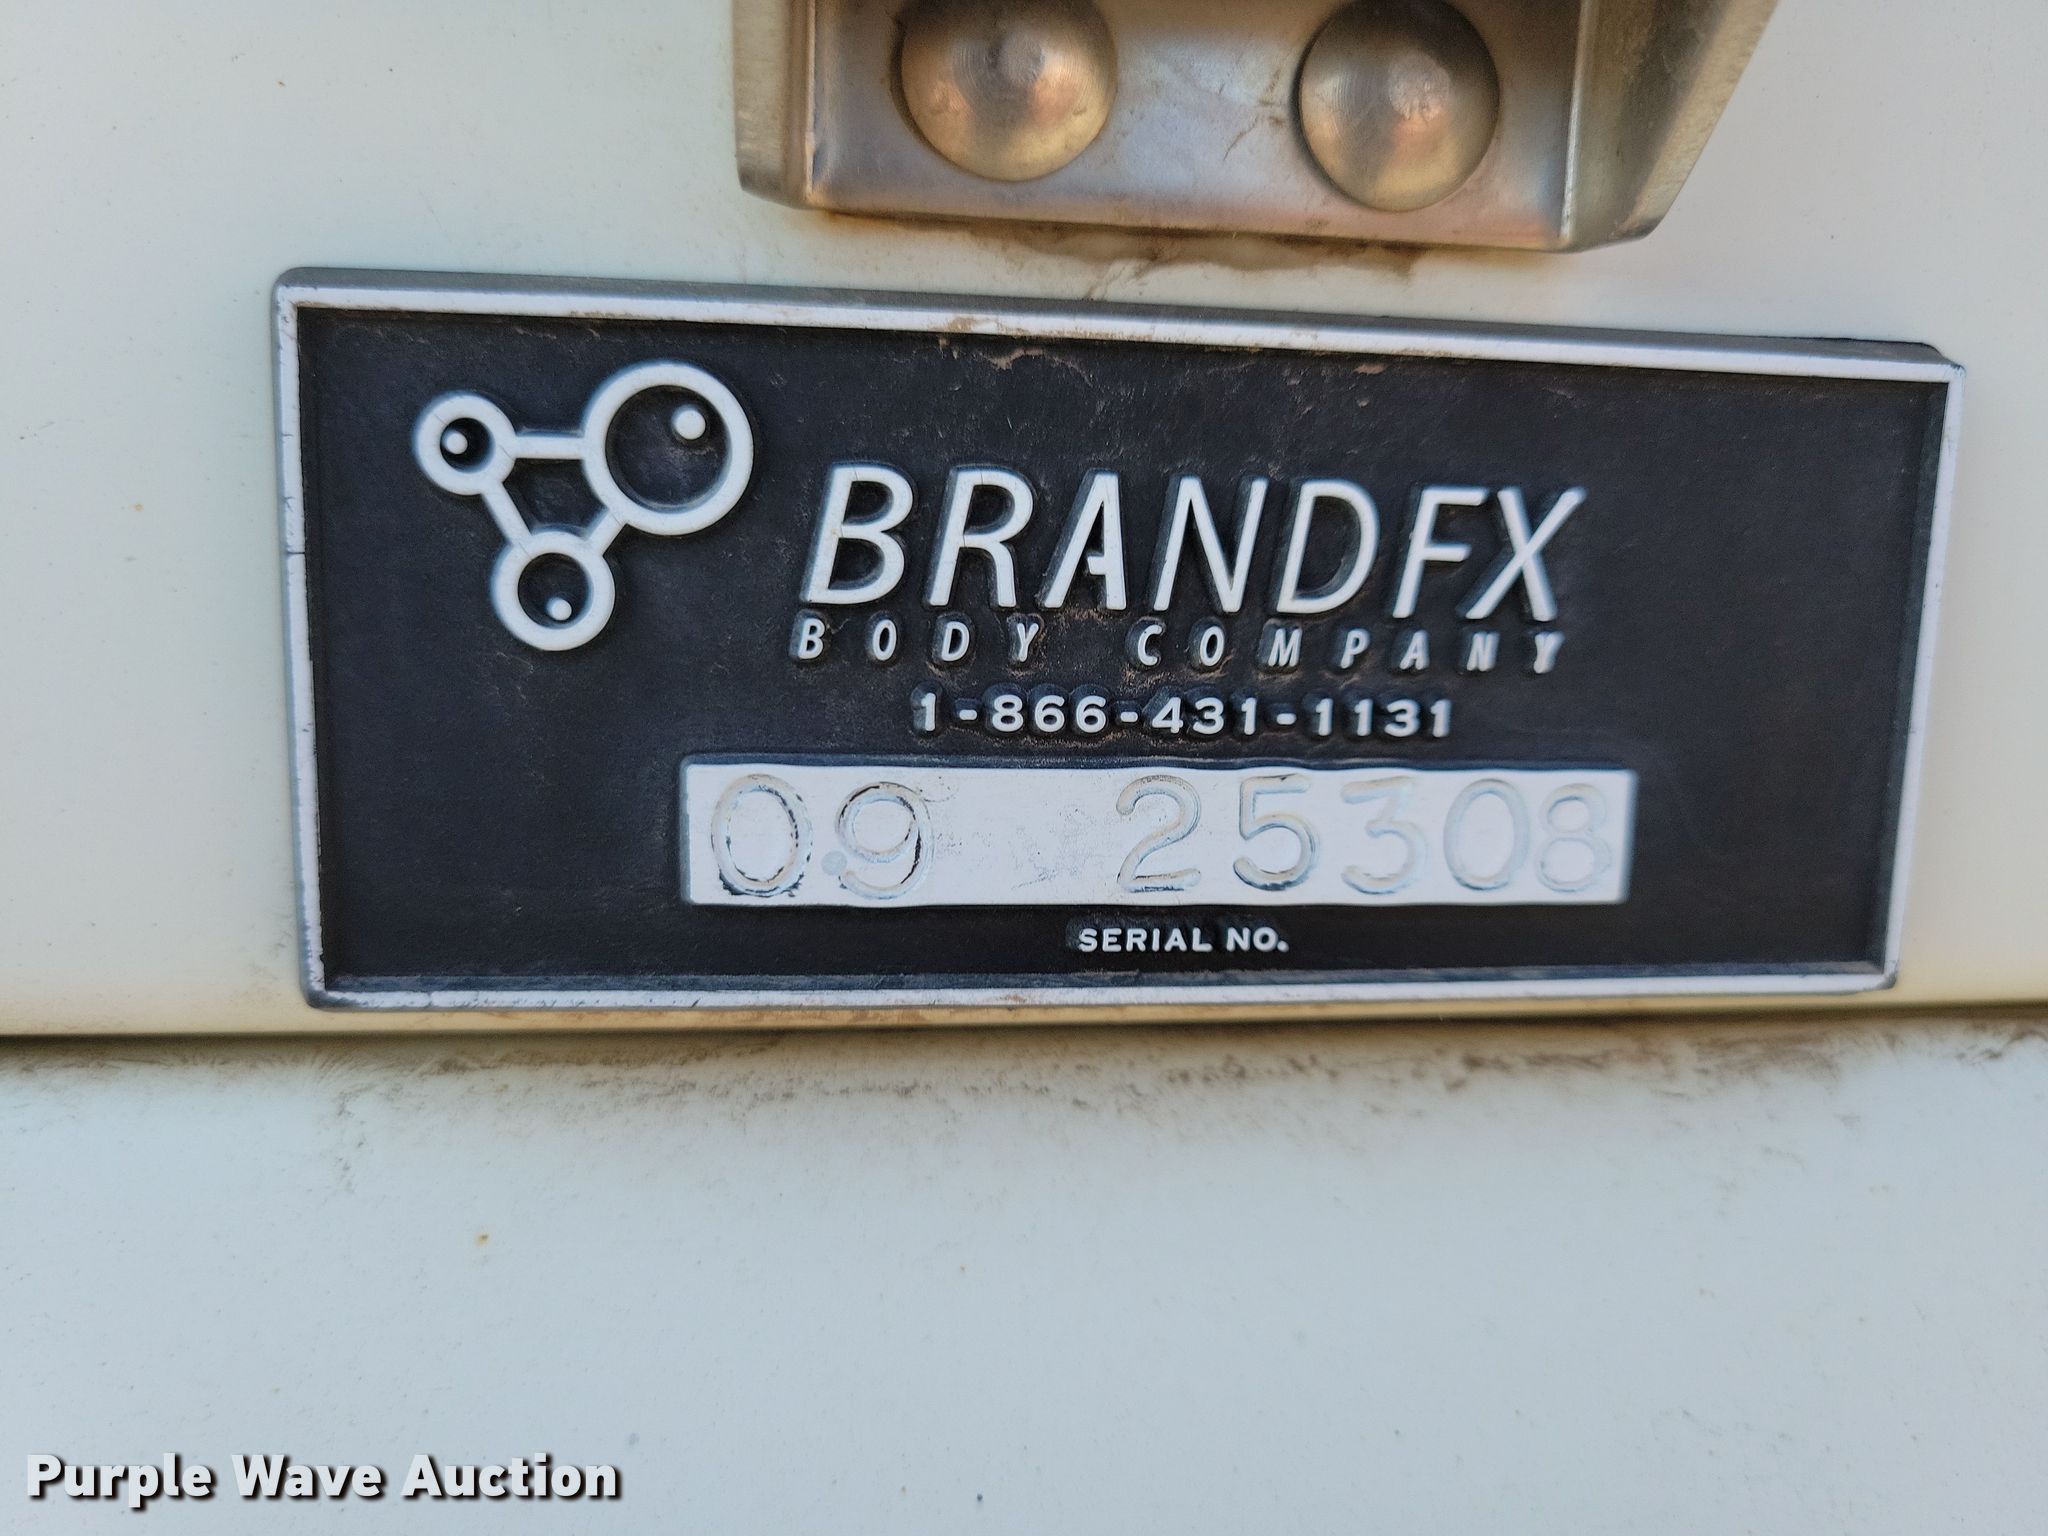 BRANDFX
BODY COMPANY
1-866-431-1131
09 25308
SERIAL NO.
Purple Wave Auction